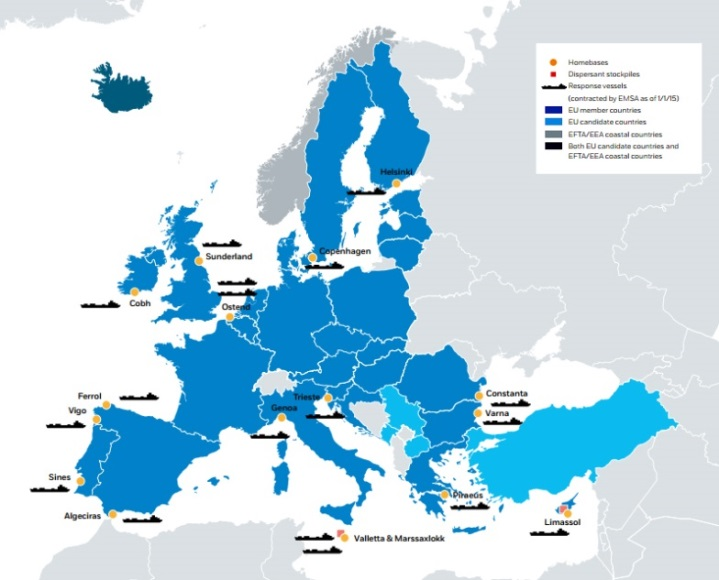 Homebases
Dispersant stockpiles
Response vessels
(contracted by EMSA as of 1/1/15)
EU member countries
EU candidate countries
EFTA/EEA coastal countries
Both EU candidate countries and
EFTA/EEA coastal countries
Helsinki
Copenhagen
Sunderland
Cobh
Ostend
Ferrol
Vigo
Trieste
Genoa
Constanta
Varna
Sines
Algeciras
Piraeus
Limassol
Valletta & Marssaxlokk